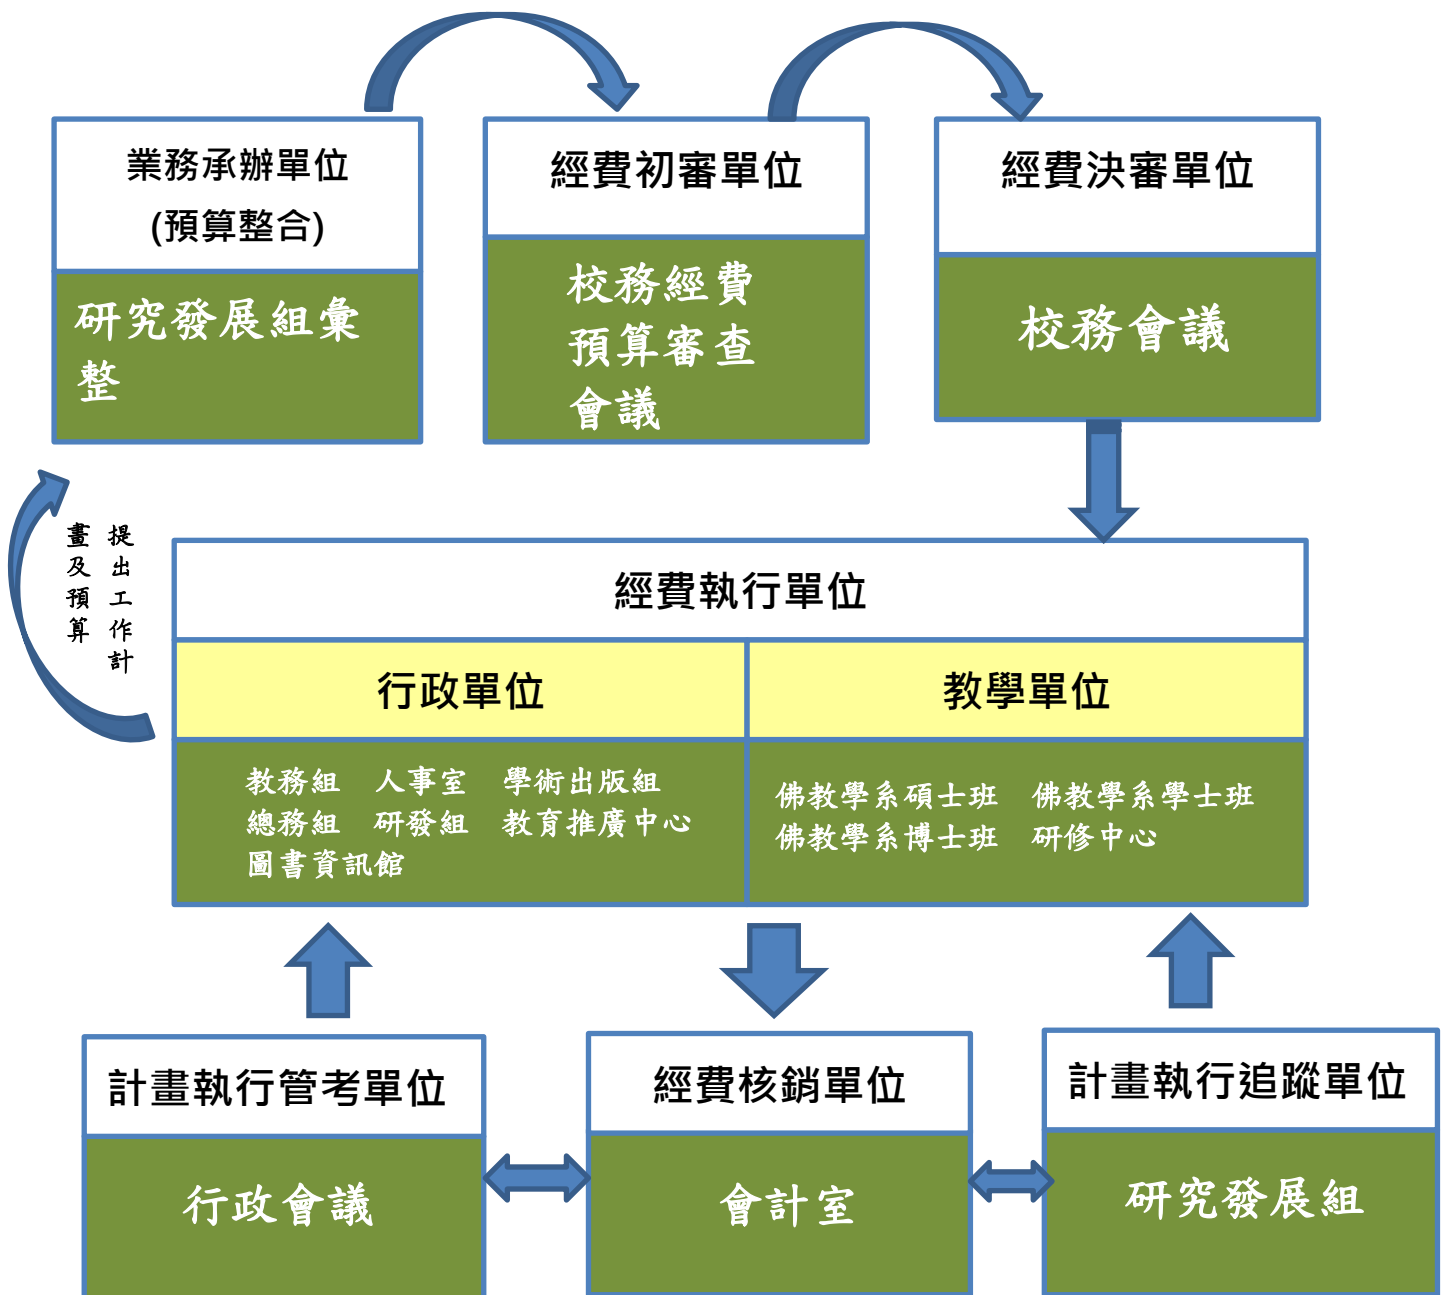 業務承辦單位
(預算整合)
研究發展組彙
整
經費初審單位
校務經費
預算審查
會議
經費決審單位
校務會議
提出工作計
畫及預算
經費執行單位
行政單位
教學單位
教務組 人事室 學術出版組
總務組 研發組 教育推廣中心
圖書資訊館
佛教學系碩士班 佛教學系學士班
佛教學系博士班 研修中心
計畫執行管考單位
行政會議
經費核銷單位
會計室
計畫執行追蹤單位
研究發展組